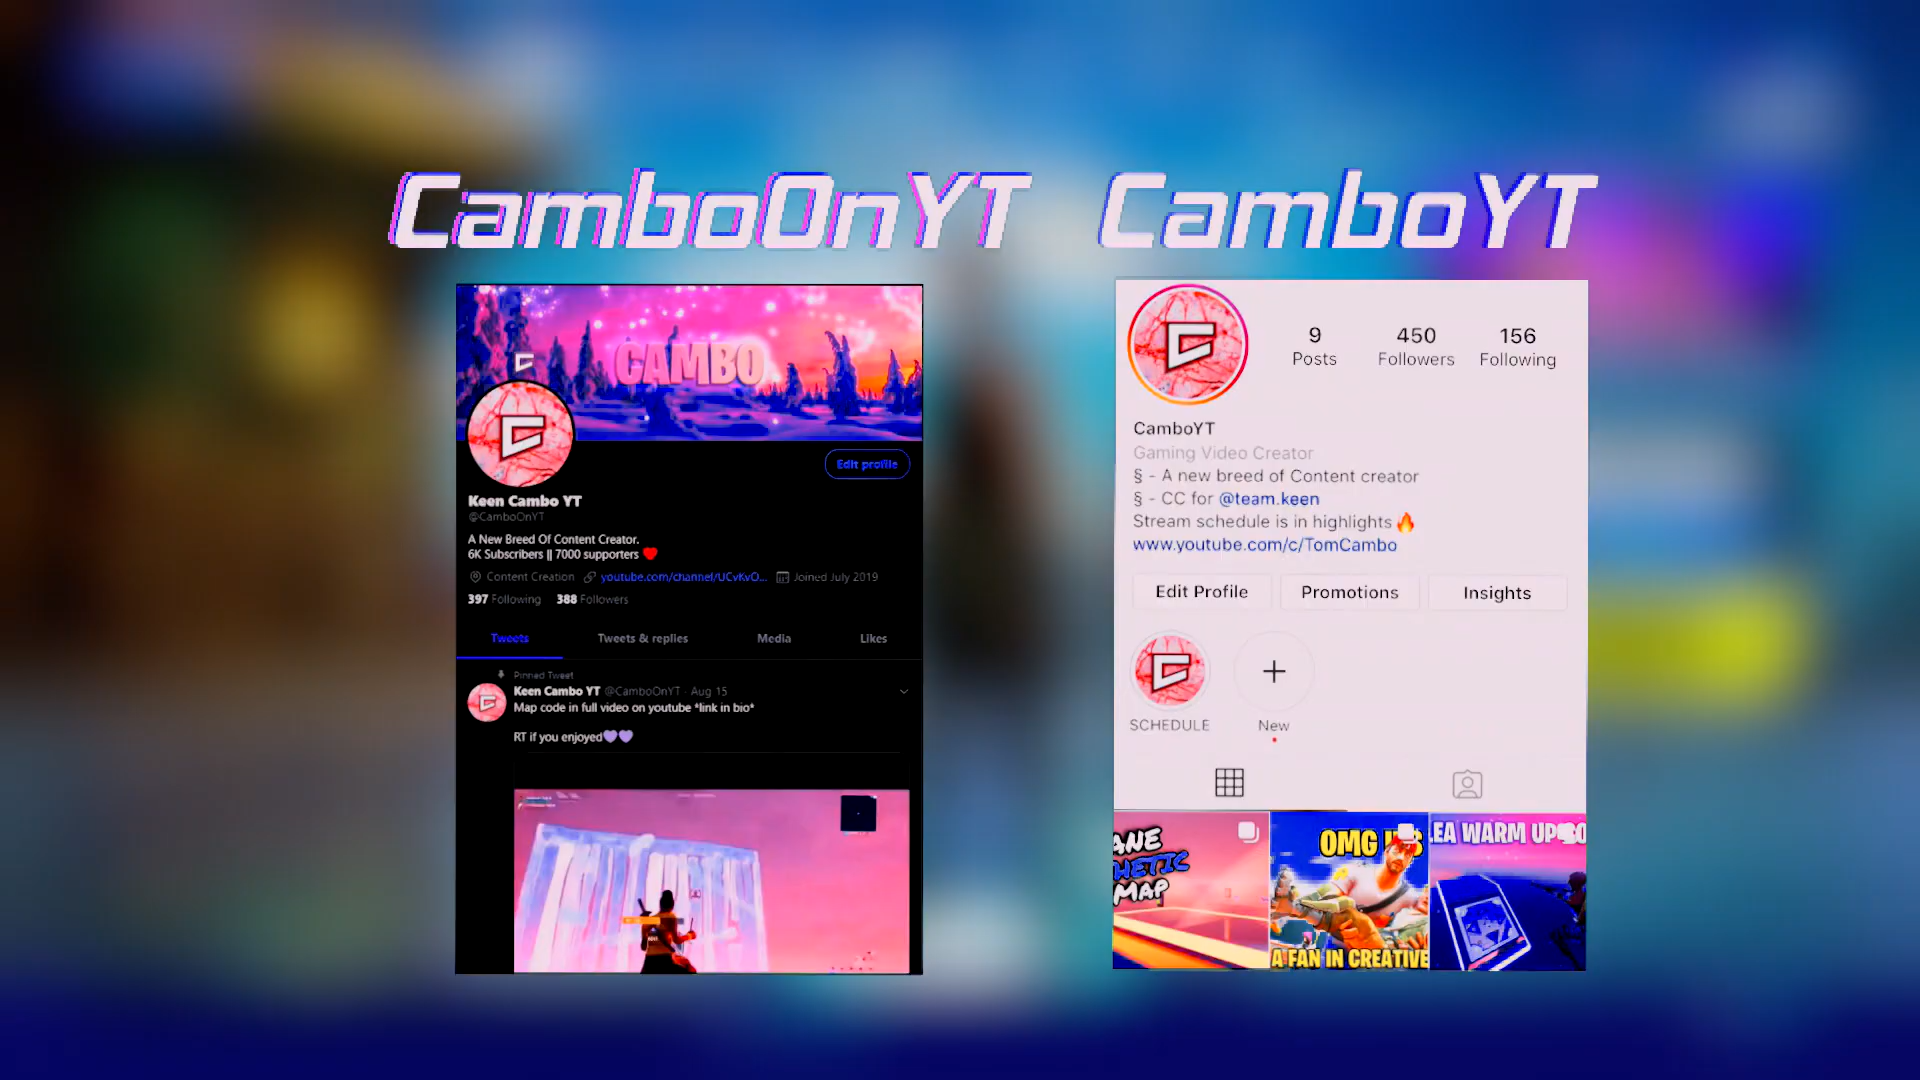 CamboOnYT
CAMBO
Edit profile
Keen Cambo YT
@CamboOnYT
A New Breed Of Content Creator.
6K Subscribers || 7000 supporters ❤️
Content Creation youtube.com/channel/UCvKvO... Joined July 2019
397 Following 388 Followers
Tweets Tweets & replies Media Likes
Pinned Tweet
Keen Cambo YT @CamboOnYT · Aug 15
Map code in full video on youtube *link in bio*
RT if you enjoyed💜💜
CamboYT
9 450 156
Posts Followers Following
CamboYT
Gaming Video Creator
§ - A new breed of Content creator
§ - CC for @team.keen
Stream schedule is in highlights 🔥
www.youtube.com/c/TomCambo
Edit Profile Promotions Insights
SCHEDULE New
MAP
OMG
A FAN IN CREATIVE
WARM UP